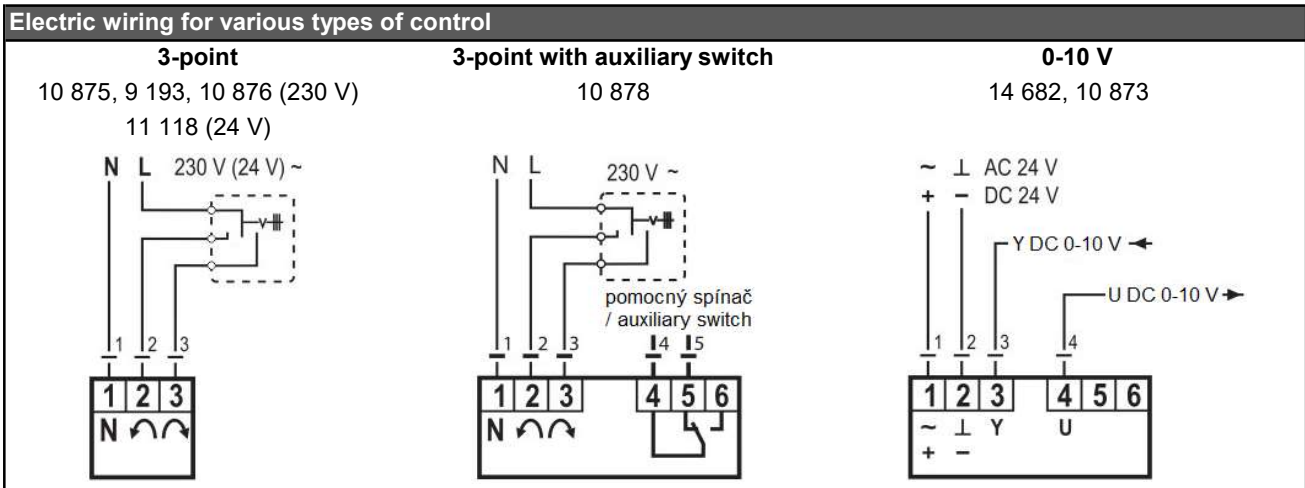 Electric wiring for various types of control
3-point
10 875, 9 193, 10 876 (230 V)
11 118 (24 V)
N L 230 V (24 V) ~
1 2 3
1 2 3
N
3-point with auxiliary switch
10 878
N L 230 V ~
pomocný spínač
/ auxiliary switch
1 2 3 4 5
1 2 3 4 5 6
N
0-10 V
14 682, 10 873
~ ⊥ AC 24 V
+ − DC 24 V
Y DC 0-10 V
U DC 0-10 V
1 2 3 4
1 2 3 4 5 6
~ ⊥ Y U
+ −